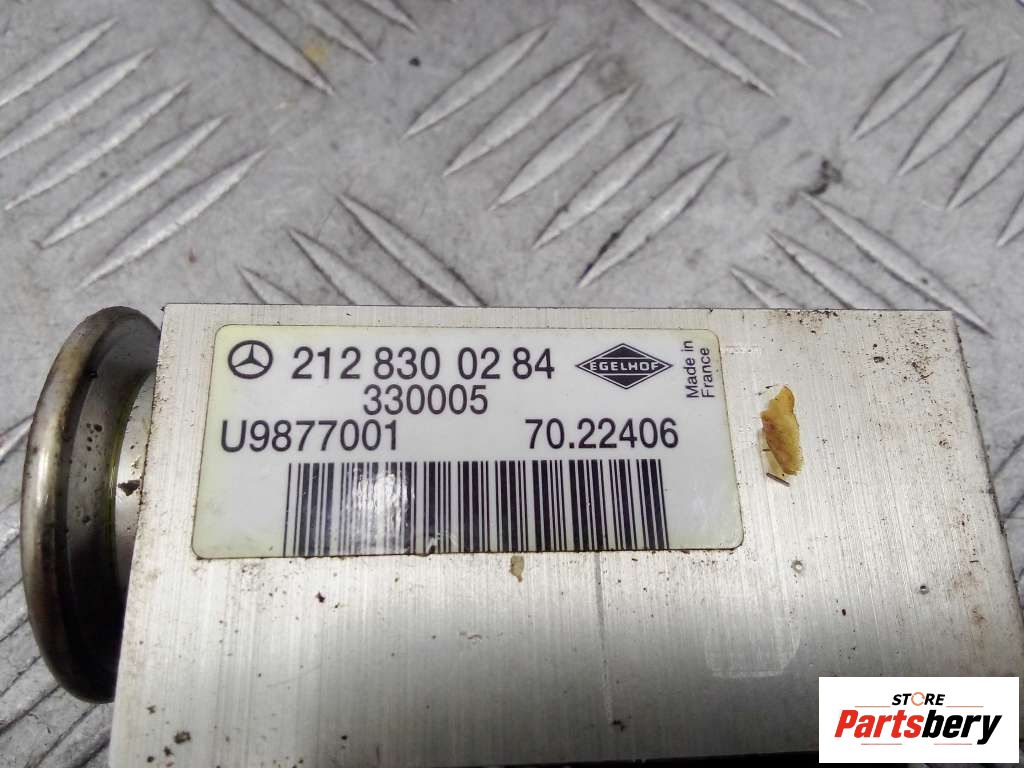 212 830 02 84
EGELHOF
Made in
France
330005
U9877001 70.22406
STORE
Partsbery